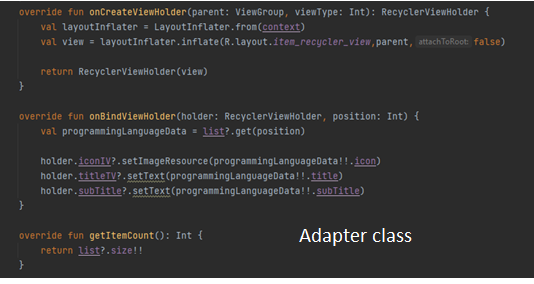 override fun onCreateViewHolder(parent: ViewGroup, viewType: Int): RecyclerViewHolder {
    val layoutInflater = LayoutInflater.from(context)
    val view = layoutInflater.inflate(R.layout.item_recycler_view,parent, attachToRoot: false)

    return RecyclerViewHolder(view)
}

override fun onBindViewHolder(holder: RecyclerViewHolder, position: Int) {
    val programmingLanguageData = list?.get(position)

    holder.iconIV?.setImageResource(programmingLanguageData!!.icon)
    holder.titleTV?.setText(programmingLanguageData!!.title)
    holder.subTitle?.setText(programmingLanguageData!!.subTitle)
}

override fun getItemCount(): Int {
    return list?.size!!
}
Adapter class